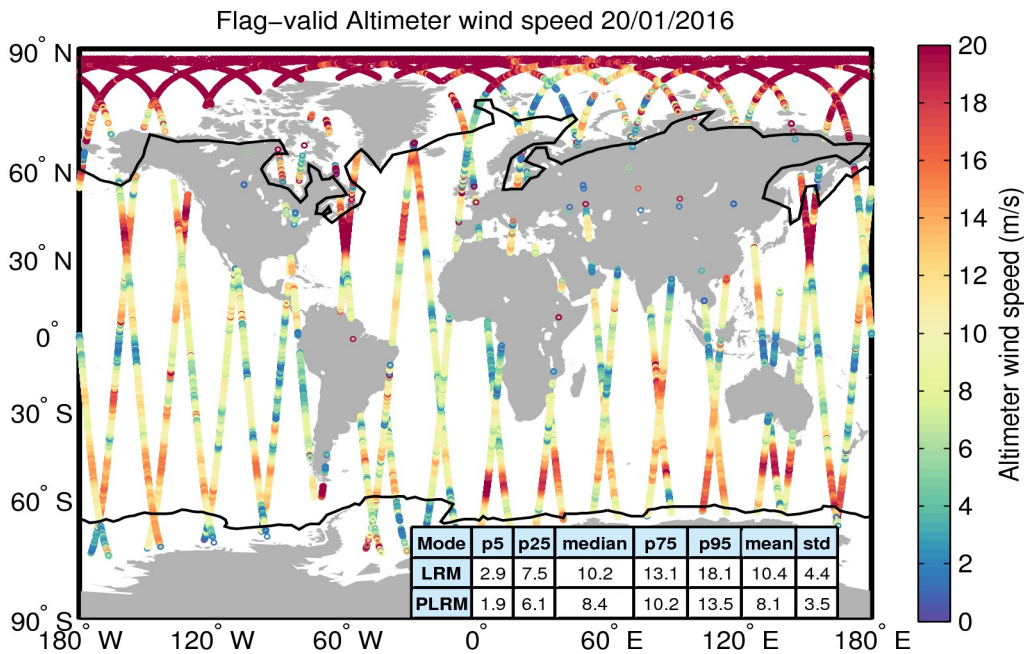 Flag−valid Altimeter wind speed 20/01/2016
90° N
60° N
30° N
0°
30° S
60° S
90° S
180° W
120° W
60° W
0°
60° E
120° E
180° E
Mode p5 p25 median p75 p95 mean std
LRM 2.9 7.5 10.2 13.1 18.1 10.4 4.4
PLRM 1.9 6.1 8.4 10.2 13.5 8.1 3.5
20
18
16
14
12
10
8
6
4
2
0
Altimeter wind speed (m/s)